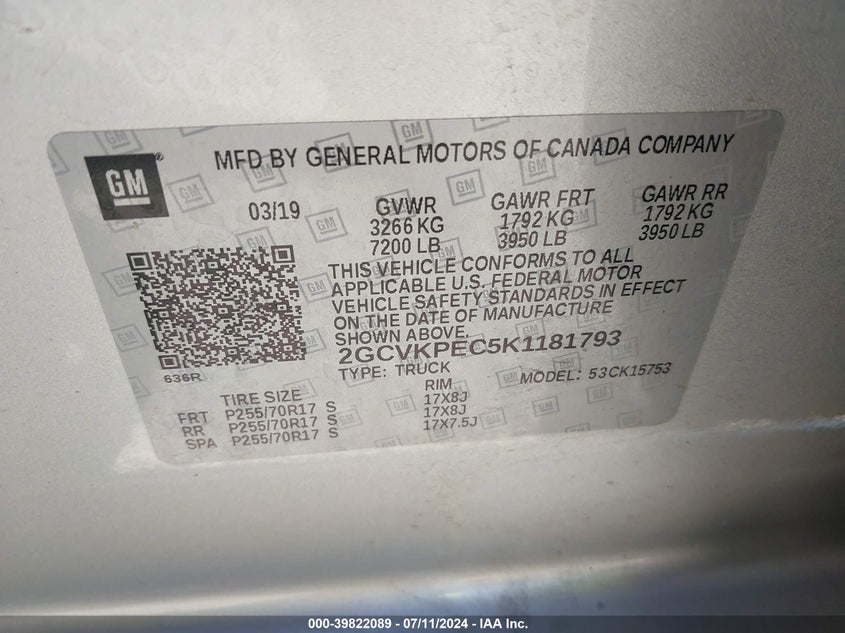 GM
®
MFD BY GENERAL MOTORS OF CANADA COMPANY
03/19 GVWR GAWR FRT GAWR RR
3266 KG 1792 KG 1792 KG
7200 LB 3950 LB 3950 LB
THIS VEHICLE CONFORMS TO ALL
APPLICABLE U.S. FEDERAL MOTOR
VEHICLE SAFETY STANDARDS IN EFFECT
ON THE DATE OF MANUFACTURE
SHOWN ABOVE.
2GCVKPEC5K1181793
TYPE: TRUCK MODEL: 53CK15753
636R
TIRE SIZE RIM
FRT P255/70R17 S 17X8J
RR P255/70R17 S 17X8J
SPA P255/70R17 S 17X7.5J
000-39822089 - 07/11/2024 - IAA Inc.